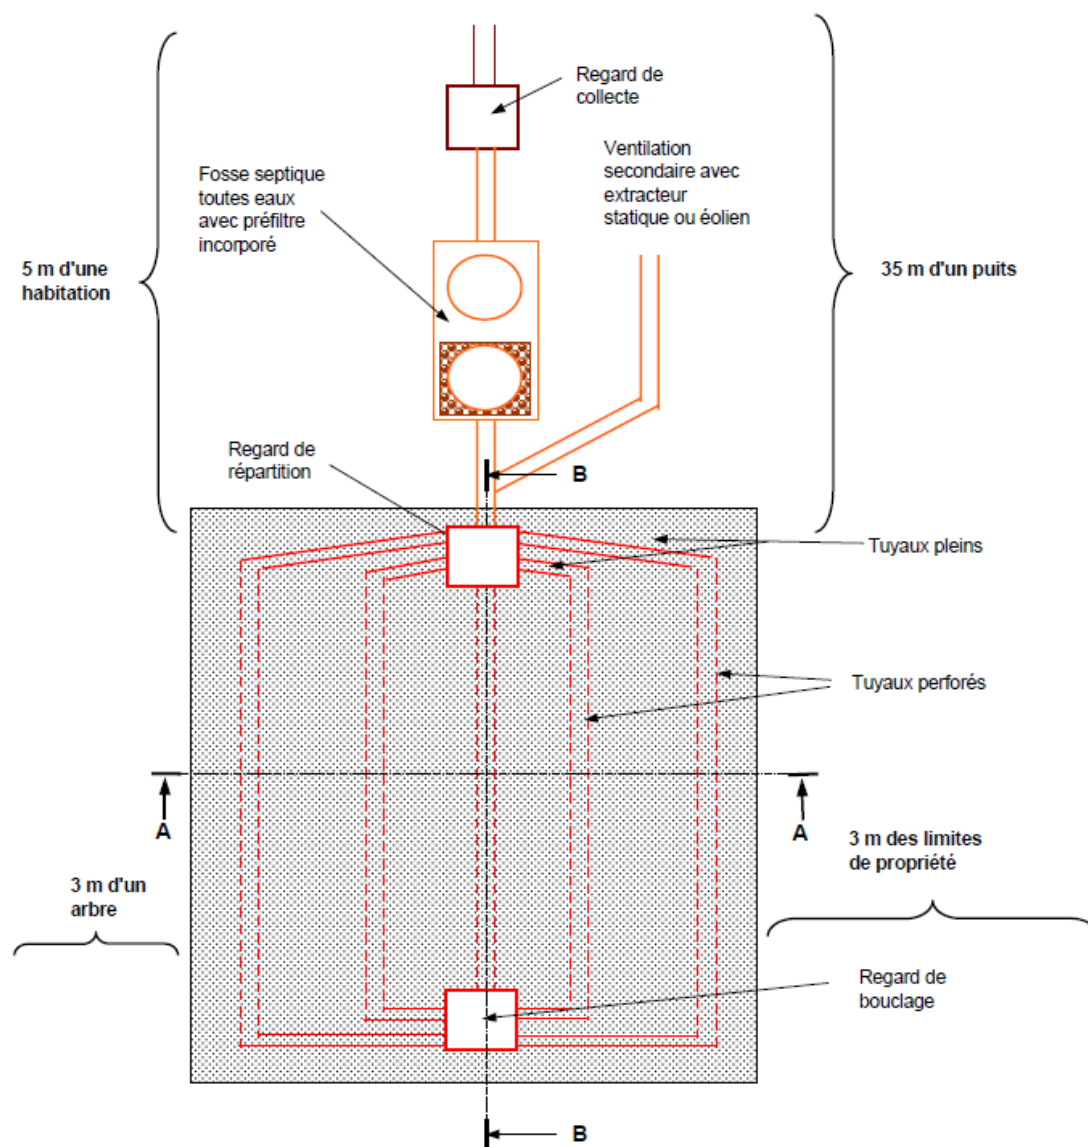 Regard de
collecte
Ventilation
secondaire avec
extracteur
statique ou éolien
Fosse septique
toutes eaux
avec préfiltre
incorporé
5 m d'une
habitation
35 m d'un puits
Regard de
répartition
B
Tuyaux pleins
Tuyaux perforés
A
A
3 m des limites
de propriété
3 m d'un
arbre
Regard de
bouclage
B